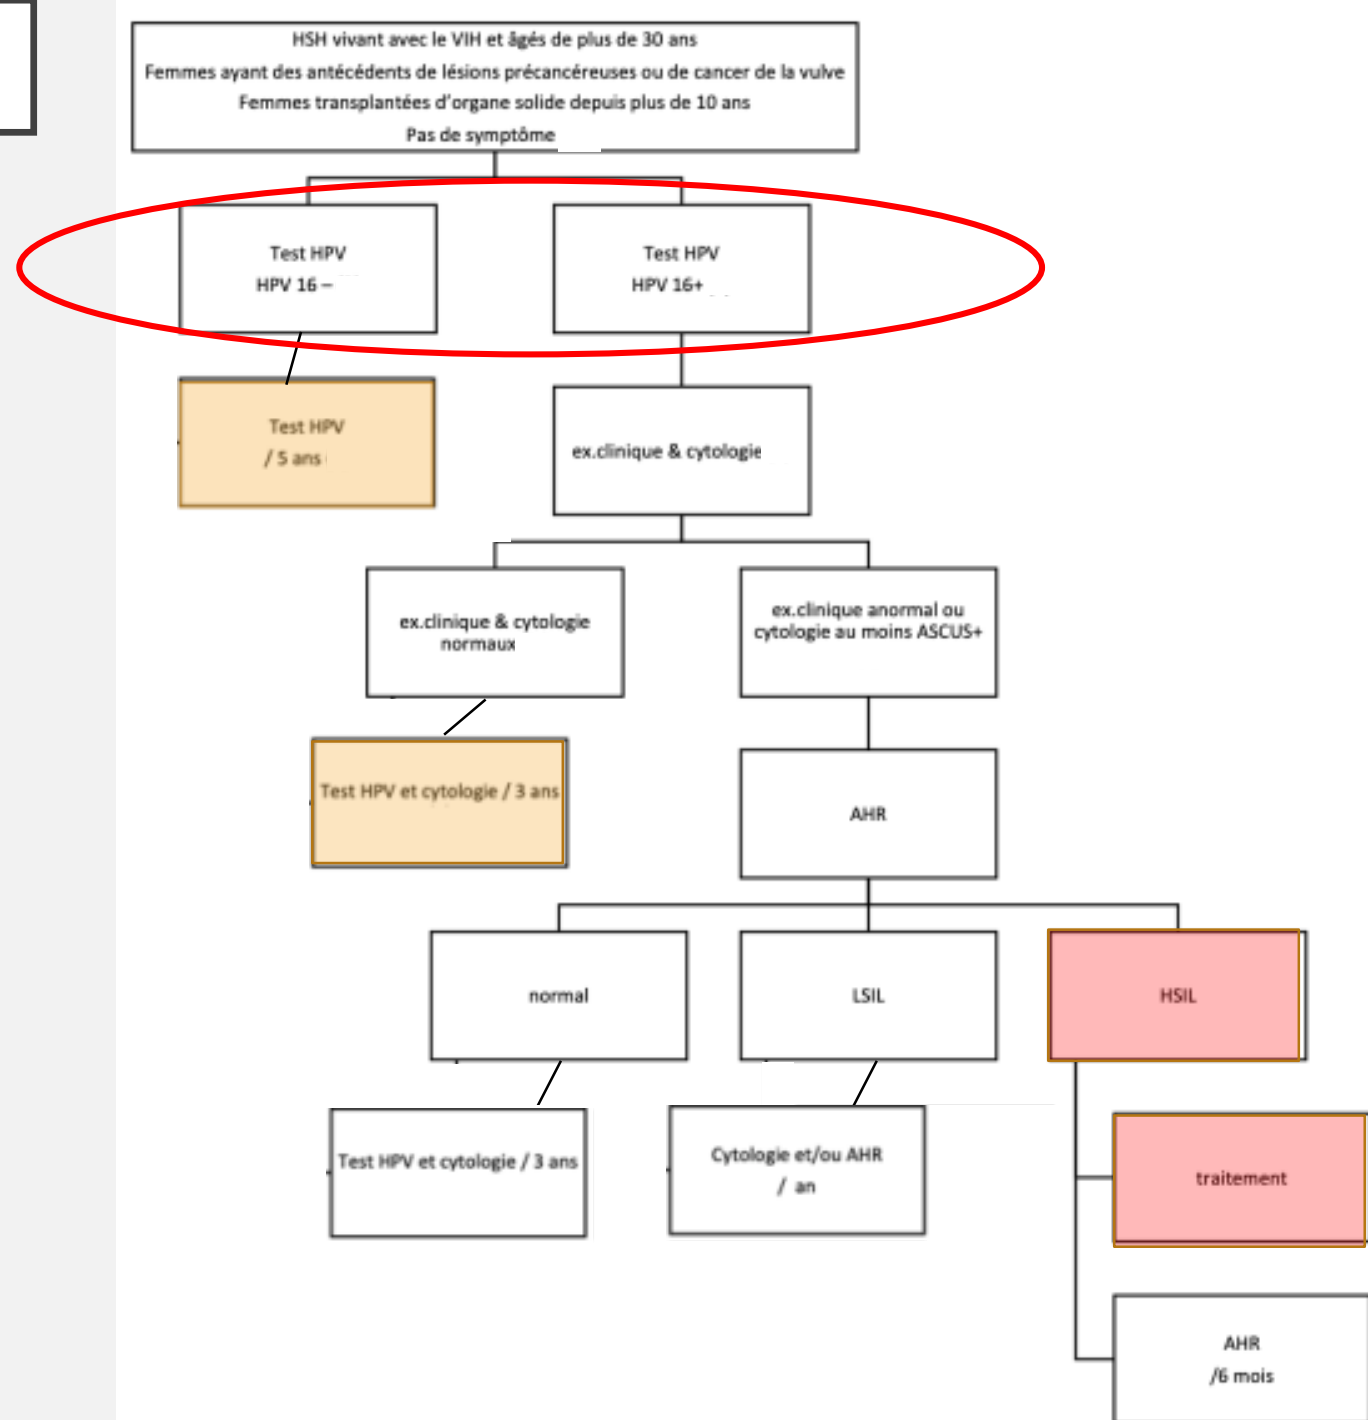 HSH vivant avec le VIH et âgés de plus de 30 ans
Femmes ayant des antécédents de lésions précancéreuses ou de cancer de la vulve
Femmes transplantées d'organe solide depuis plus de 10 ans
Pas de symptôme
Test HPV
HPV 16 –
Test HPV
HPV 16+
Test HPV
/ 5 ans
ex.clinique & cytologie
ex.clinique & cytologie
normaux
ex.clinique anormal ou
cytologie au moins ASCUS+
Test HPV et cytologie / 3 ans
AHR
normal
LSIL
HSIL
Test HPV et cytologie / 3 ans
Cytologie et/ou AHR
/ an
traitement
AHR
/6 mois